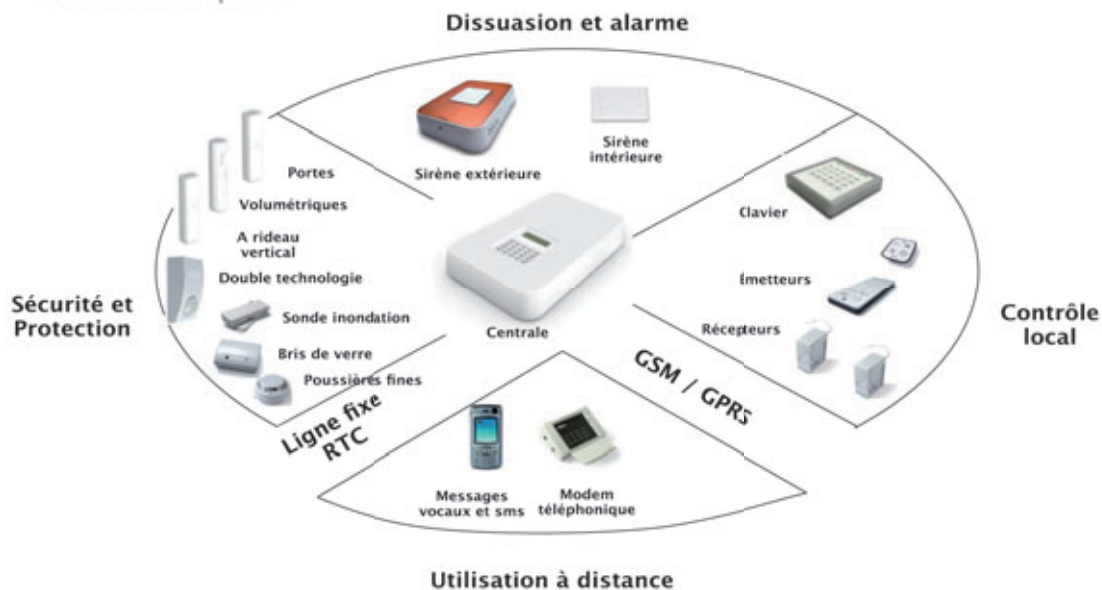 Dissuasion et alarme
Sirène extérieure
Sirène
intérieure
Portes
Volumétriques
A rideau
vertical
Double technologie
Sonde inondation
Bris de verre
Poussières fines
Sécurité et
Protection
Clavier
Émetteurs
Récepteurs
Contrôle
local
Centrale
Ligne fixe
RTC
GSM / GPRS
Messages
vocaux et sms
Modem
téléphonique
Utilisation à distance